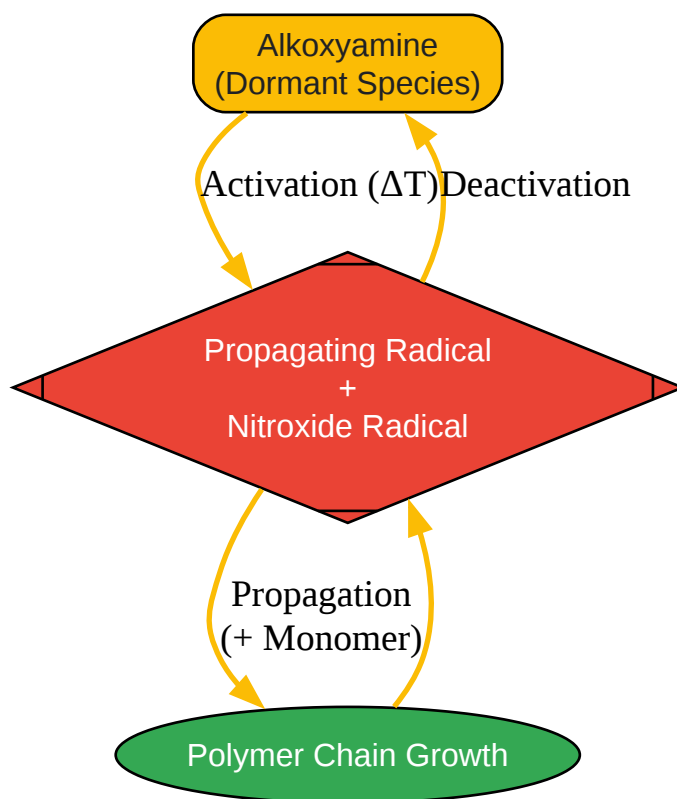 Alkoxyamine
(Dormant Species)
Activation (ΔT)
Deactivation
Propagating Radical
+
Nitroxide Radical
Propagation
(+ Monomer)
Polymer Chain Growth